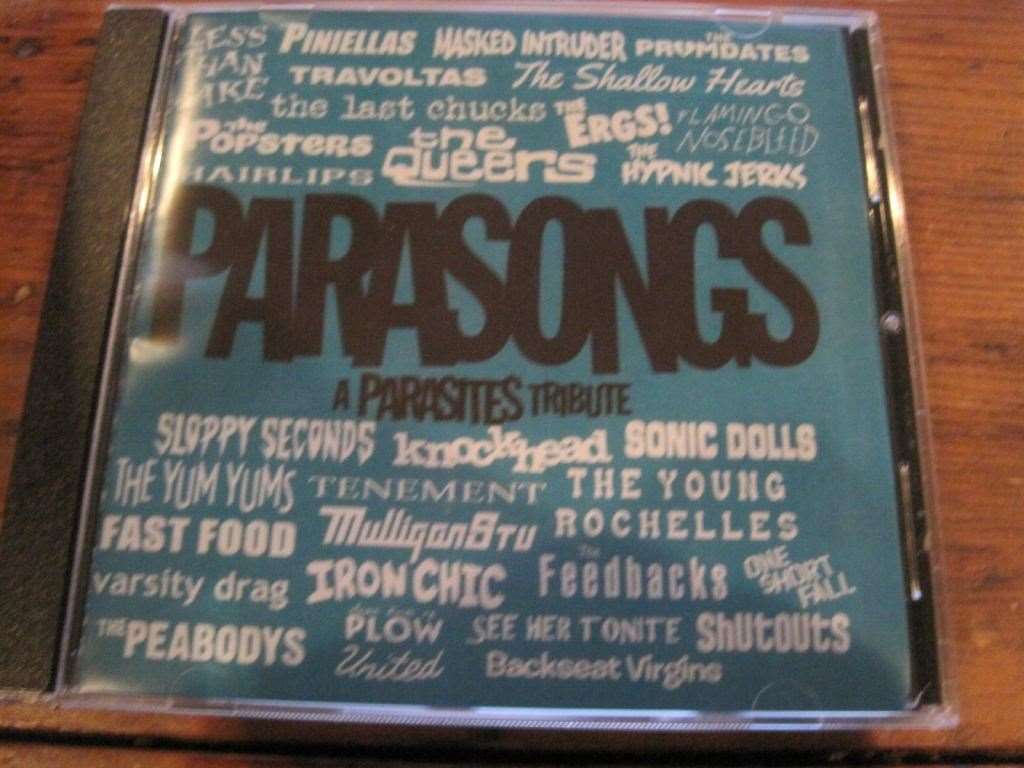 LESS THAN JAKE PINIELLAS MASKED INTRUDER THE PRUMDATES
TRAVOLTAS The Shallow Hearts
the last chucks THE ERGS! FLAMINGO NOSEBLEED
THE POPSTERS the Queers THE HYPNIC JERKS
HAIRLIPS
PARASONGS
A PARASITES TRIBUTE
SLOPPY SECONDS knockhead SONIC DOLLS
THE YUM YUMS TENEMENT THE YOUNG ROCHELLES
FAST FOOD Mulligan STU
varsity drag IRON CHIC The Feedbacks ONE SHORT FALL
THE PEABODYS PLOW United SEE HER TONITE SHUTOUTS
Backseat Virgins